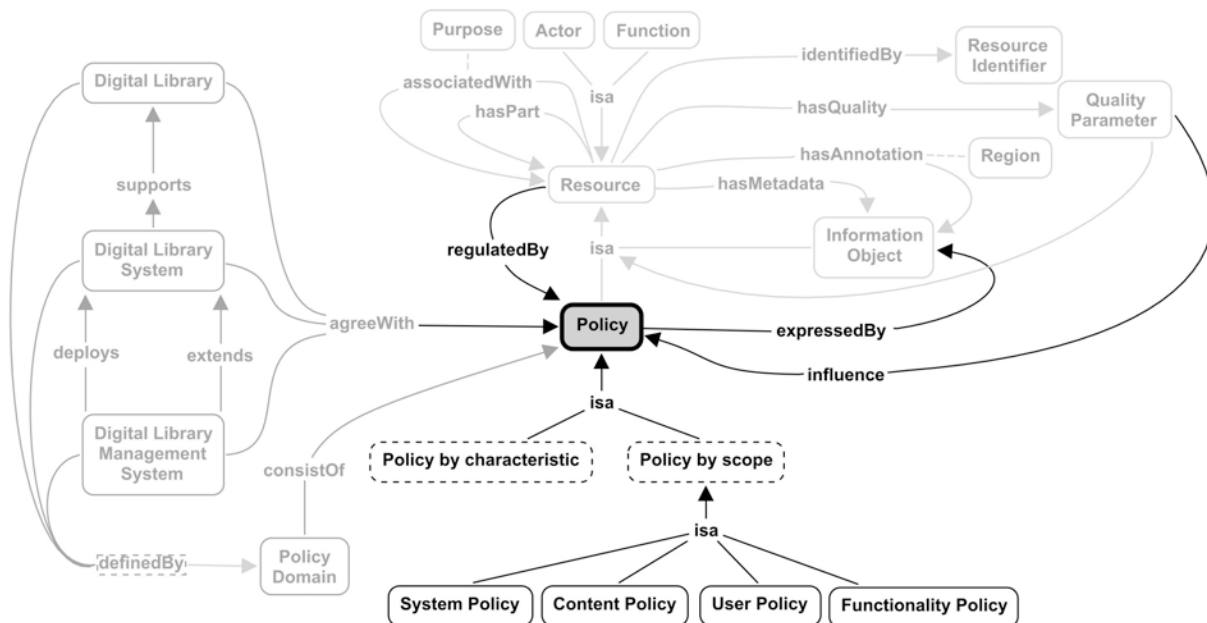 Purpose
Actor
Function
identifiedBy
Resource
Identifier
Digital Library
associatedWith
isa
hasPart
hasQuality
Quality
Parameter
supports
hasAnnotation
Region
Resource
hasMetadata
Digital Library
System
regulatedBy
isa
Information
Object
agreeWith
Policy
expressedBy
deploys
extends
influence
isa
Digital Library
Management
System
consistOf
Policy by characteristic
Policy by scope
isa
definedBy
Policy
Domain
System Policy
Content Policy
User Policy
Functionality Policy